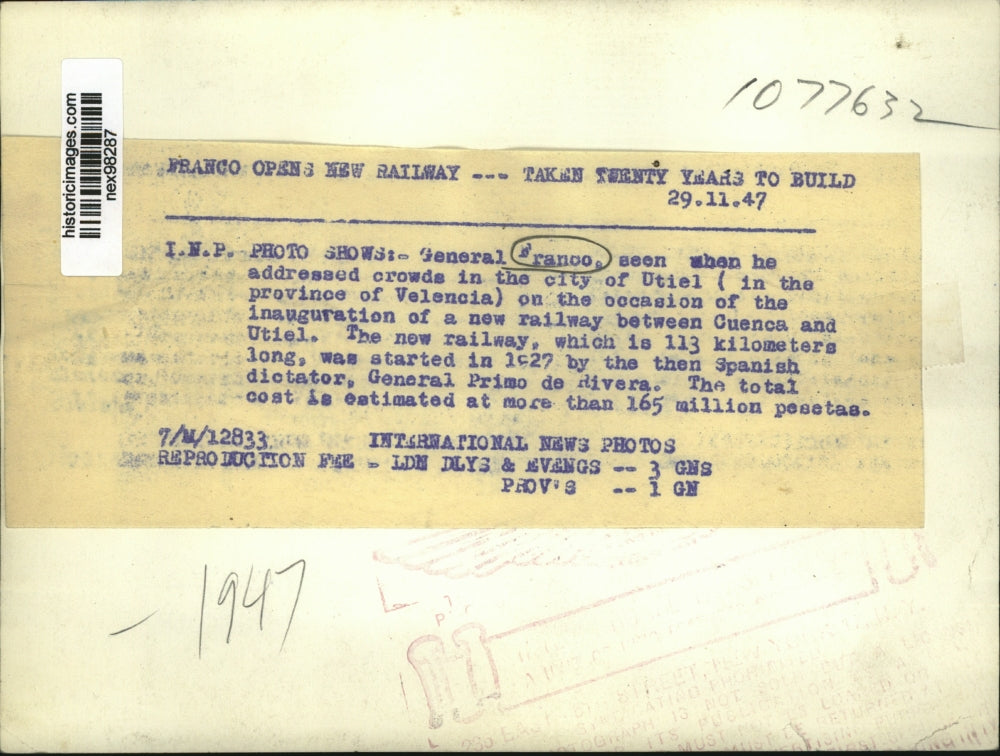 1077632
historicimages.com
nex98287
FRANCO OPENS NEW RAILWAY --- TAKEN TWENTY YEARS TO BUILD
29.11.47
I.N.P. PHOTO SHOWS:- General Franco, seen when he
addressed crowds in the city of Utiel ( in the
province of Velencia) on the occasion of the
inauguration of a new railway between Cuenca and
Utiel. The new railway, which is 113 kilometers
long, was started in 1927 by the then Spanish
dictator, General Primo de Rivera. The total
cost is estimated at more than 165 million pesetas.
7/M/12833 INTERNATIONAL NEWS PHOTOS
REPRODUCTION FEE - LDN DLYS & EVENGS -- 3 GNS
PROV'S -- 1 GN
- 1947
STREET, NEW YORK
EAST